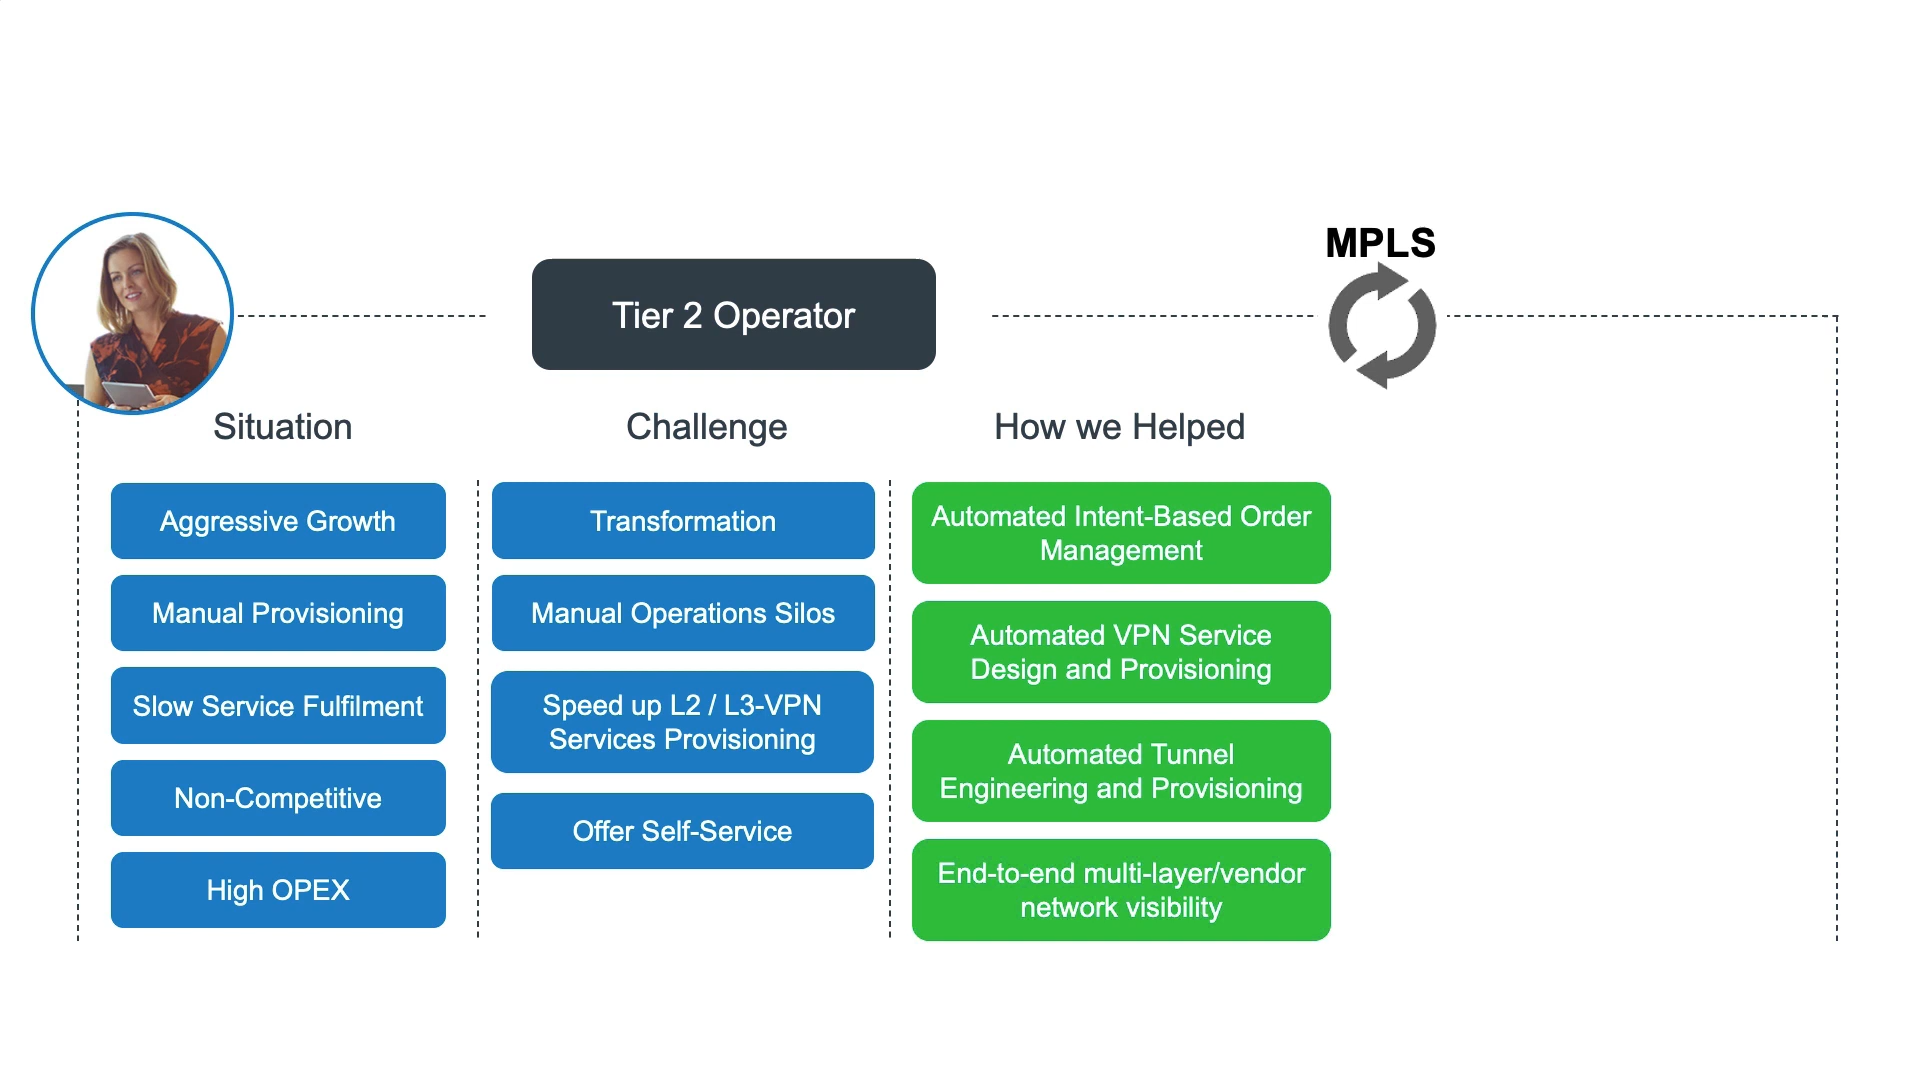 MPLS
Tier 2 Operator
Situation
Aggressive Growth
Manual Provisioning
Slow Service Fulfilment
Non-Competitive
High OPEX
Challenge
Transformation
Manual Operations Silos
Speed up L2 / L3-VPN
Services Provisioning
Offer Self-Service
How we Helped
Automated Intent-Based Order
Management
Automated VPN Service
Design and Provisioning
Automated Tunnel
Engineering and Provisioning
End-to-end multi-layer/vendor
network visibility